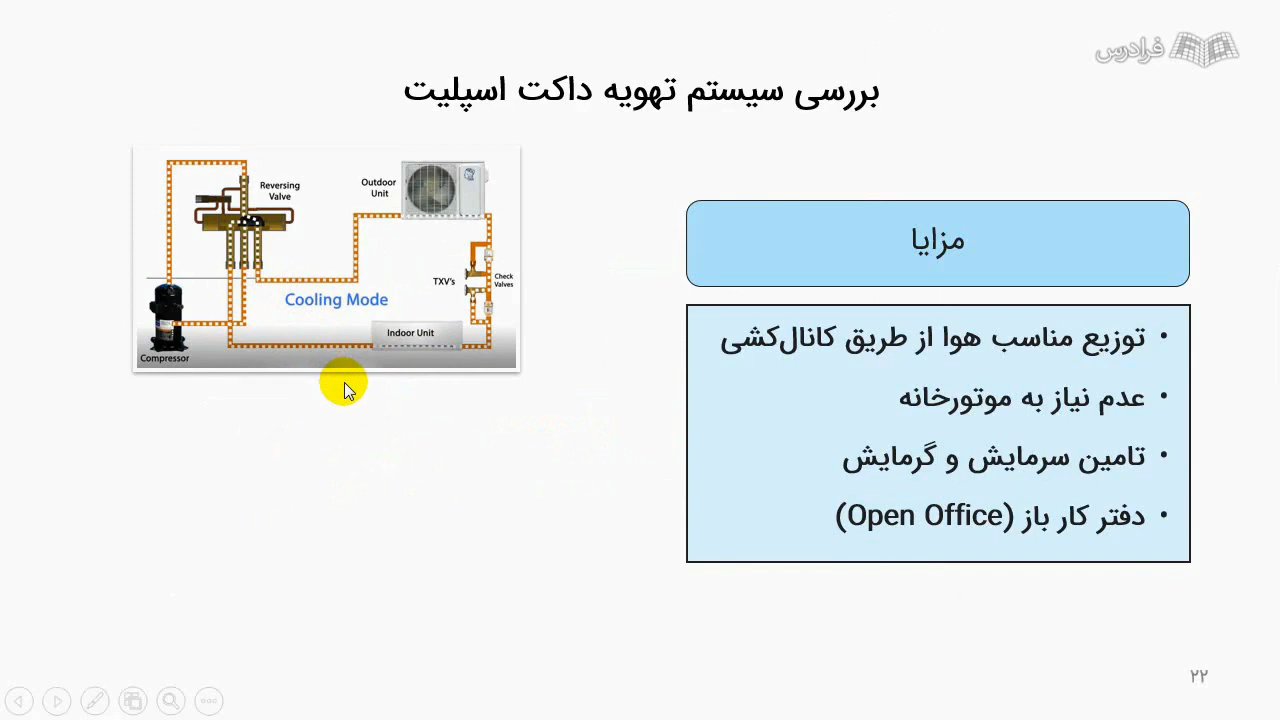 فرادرس
بررسی سیستم تهویه داکت اسپلیت
مزایا
• توزیع مناسب هوا از طریق کانال‌کشی
• عدم نیاز به موتورخانه
• تامین سرمایش و گرمایش
• دفتر کار باز (Open Office)
Reversing
Valve
Outdoor
Unit
TXV's
Check
Valves
Cooling Mode
Indoor Unit
Compressor
۲۲